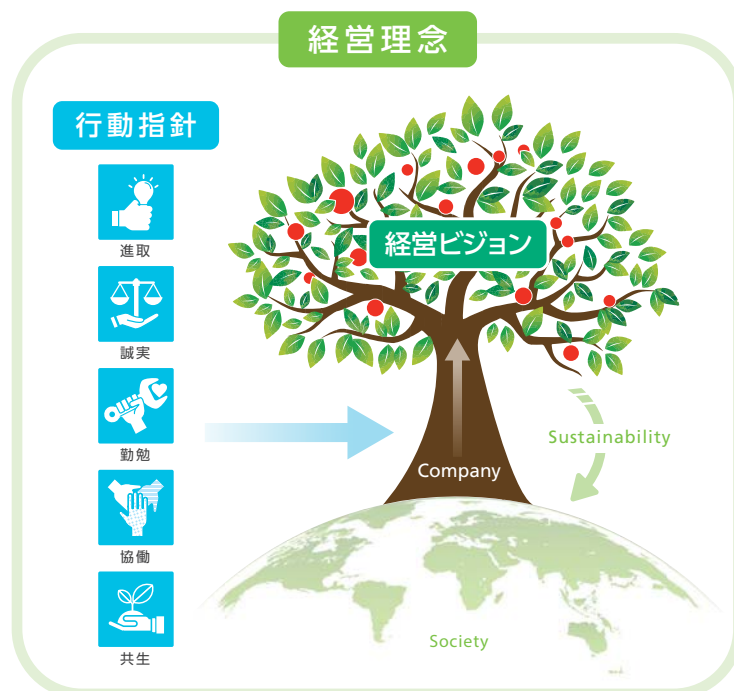 経営理念
行動指針
進取
誠実
勤勉
協働
共生
経営ビジョン
Sustainability
Company
Society